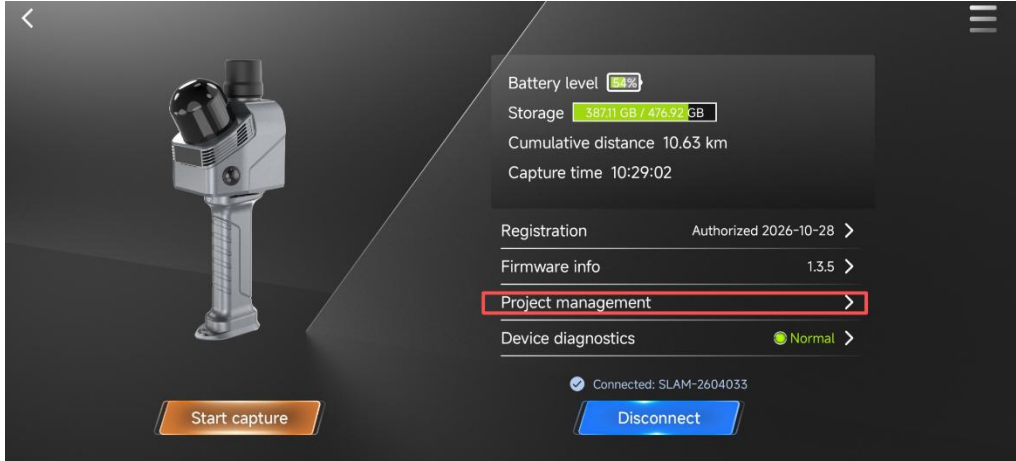 Battery level 54%
Storage 387.11 GB / 476.92 GB
Cumulative distance 10.63 km
Capture time 10:29:02
Registration Authorized 2026-10-28
Firmware info 1.3.5
Project management
Device diagnostics Normal
Connected: SLAM-2604033
Start capture Disconnect